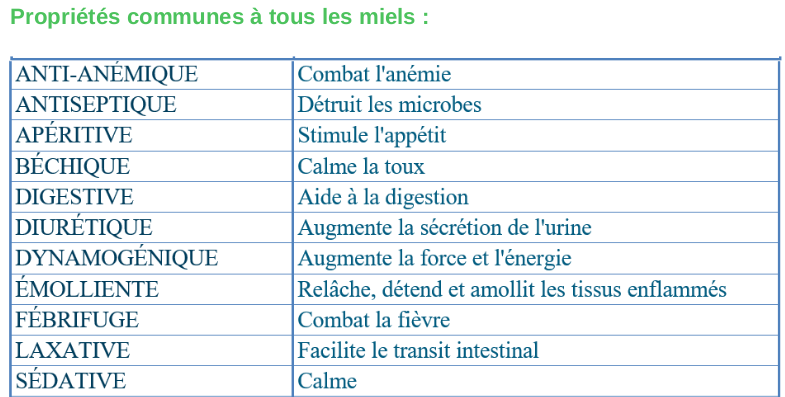 Propriétés communes à tous les miels :
ANTI-ANÉMIQUE Combat l'anémie
ANTISEPTIQUE Détruit les microbes
APÉRITIVE Stimule l'appétit
BÉCHIQUE Calme la toux
DIGESTIVE Aide à la digestion
DIURÉTIQUE Augmente la sécrétion de l'urine
DYNAMOGÉNIQUE Augmente la force et l'énergie
ÉMOLLIENTE Relâche, détend et amollit les tissus enflammés
FÉBRIFUGE Combat la fièvre
LAXATIVE Facilite le transit intestinal
SÉDATIVE Calme